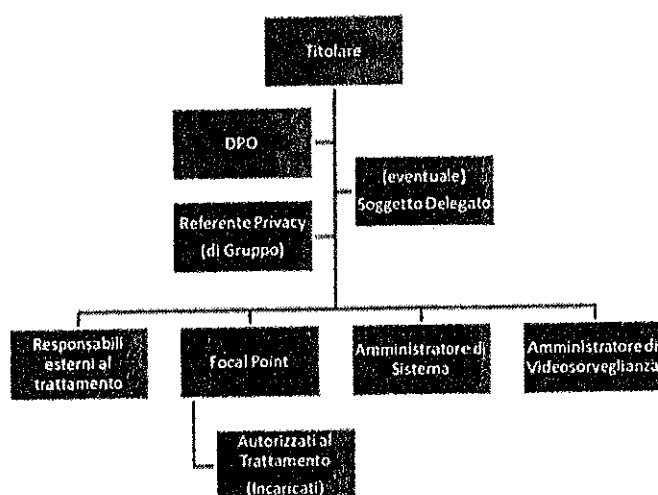 Titolare
DPO
(eventuale)
Soggetto Delegato
Referente Privacy
(di Gruppo)
Responsabili
esterni al
trattamento
Focal Point
Amministratore di
Sistema
Amministratore di
Videosorveglianza
Autorizzati al
Trattamento
(Incaricati)